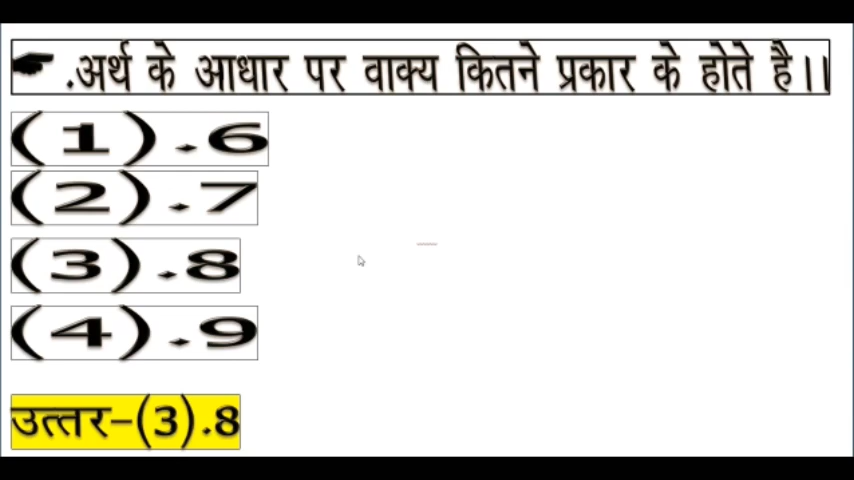 ☛ .अर्थ के आधार पर वाक्य कितने प्रकार के होते है।।
(1).6
(2).7
(3).8
(4).9
उत्तर-(3).8